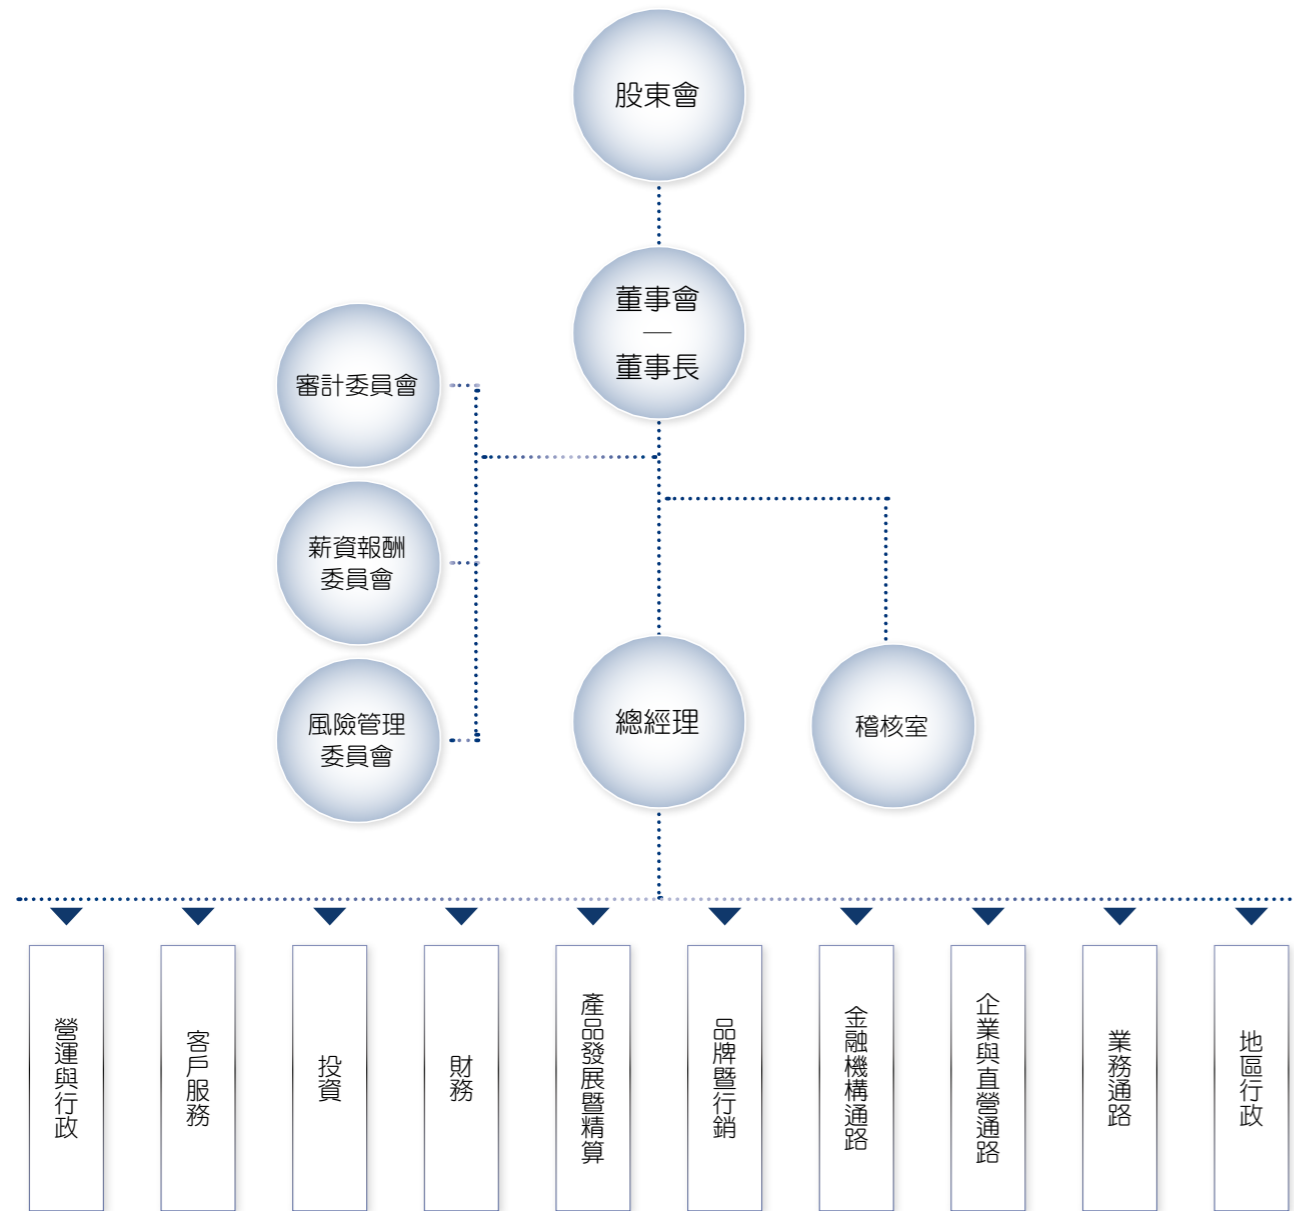 股東會
董事會
—
董事長
審計委員會
薪資報酬
委員會
風險管理
委員會
總經理
稽核室
營運與行政
客戶服務
投資
財務
產品發展暨精算
品牌暨行銷
金融機構通路
企業與直營通路
業務通路
地區行政